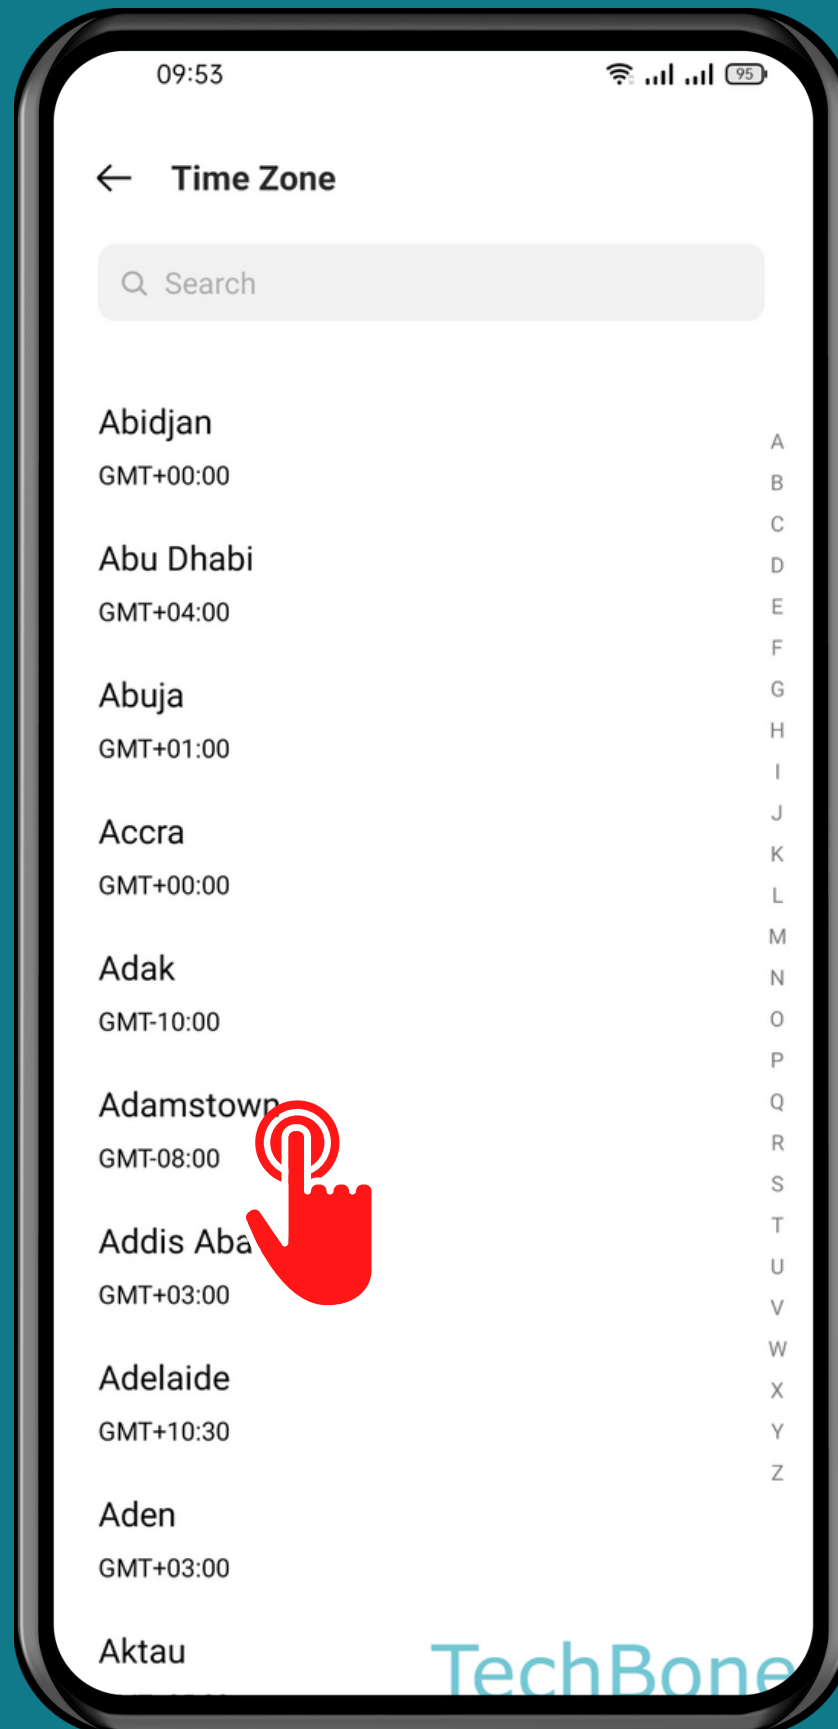 09:53
95
Time Zone
Search
Abidjan
GMT+00:00
Abu Dhabi
GMT+04:00
Abuja
GMT+01:00
Accra
GMT+00:00
Adak
GMT-10:00
Adamstown
GMT-08:00
Addis Aba
GMT+03:00
Adelaide
GMT+10:30
Aden
GMT+03:00
Aktau
A
B
C
D
E
F
G
H
I
J
K
L
M
N
O
P
Q
R
S
T
U
V
W
X
Y
Z
TechBone